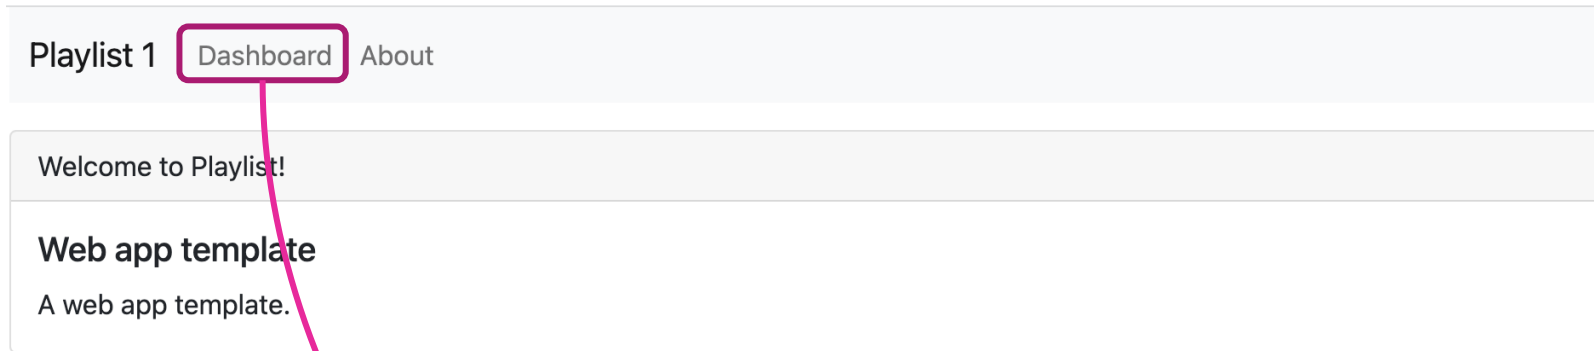 Playlist 1 Dashboard About
Welcome to Playlist!
Web app template
A web app template.